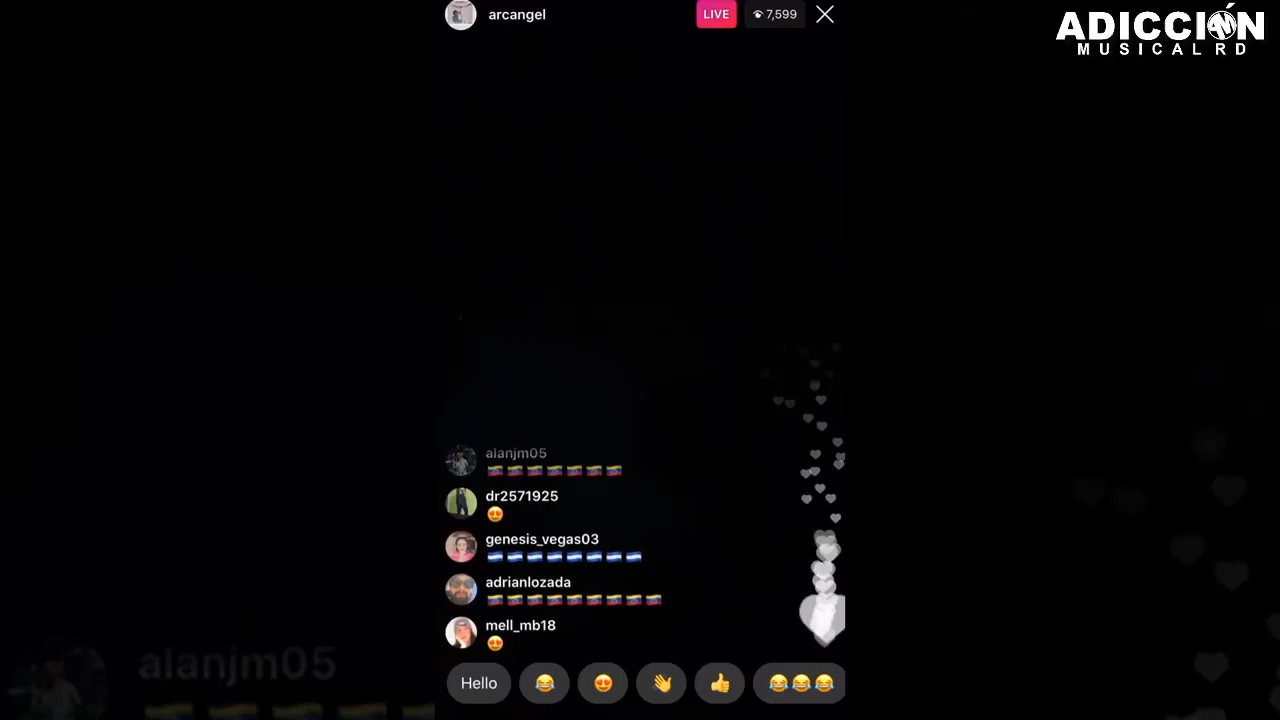 arcangel
LIVE
7,599
ADICCIÓN
MUSICAL RD
alanjm05
🇻🇪🇻🇪🇻🇪🇻🇪🇻🇪🇻🇪🇻🇪
dr2571925
😍
genesis_vegas03
🇸🇻🇸🇻🇸🇻🇸🇻🇸🇻🇸🇻🇸🇻🇸🇻
adrianlozada
🇻🇪🇻🇪🇻🇪🇻🇪🇻🇪🇻🇪🇻🇪🇻🇪🇻🇪
mell_mb18
😍
alanjm05
Hello 😂 😍 👋 👍 😂😂😂